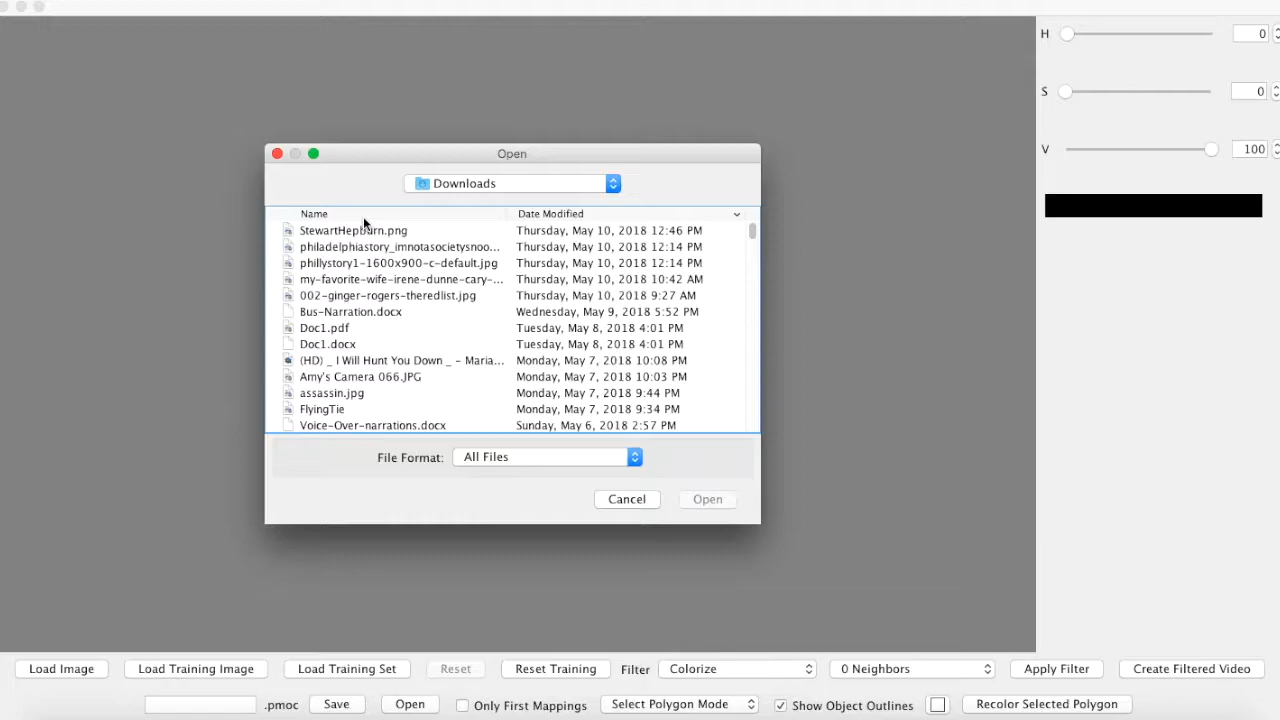 H 0
S 0
V 100
Open
Downloads
Name Date Modified
StewartHepburn.png Thursday, May 10, 2018 12:46 PM
philadelphiastory_imnotasocietysnoo... Thursday, May 10, 2018 12:14 PM
phillystory1-1600x900-c-default.jpg Thursday, May 10, 2018 12:14 PM
my-favorite-wife-irene-dunne-cary-... Thursday, May 10, 2018 10:42 AM
002-ginger-rogers-theredlist.jpg Thursday, May 10, 2018 9:27 AM
Bus-Narration.docx Wednesday, May 9, 2018 5:52 PM
Doc1.pdf Tuesday, May 8, 2018 4:01 PM
Doc1.docx Tuesday, May 8, 2018 4:01 PM
(HD) _ I Will Hunt You Down _ - Maria... Monday, May 7, 2018 10:08 PM
Amy's Camera 066.JPG Monday, May 7, 2018 10:03 PM
assassin.jpg Monday, May 7, 2018 9:44 PM
FlyingTie Monday, May 7, 2018 9:34 PM
Voice-Over-narrations.docx Sunday, May 6, 2018 2:57 PM
File Format: All Files
Cancel Open
Load Image Load Training Image Load Training Set Reset Reset Training Filter Colorize 0 Neighbors Apply Filter Create Filtered Video
.pmoc Save Open Only First Mappings Select Polygon Mode Show Object Outlines Recolor Selected Polygon